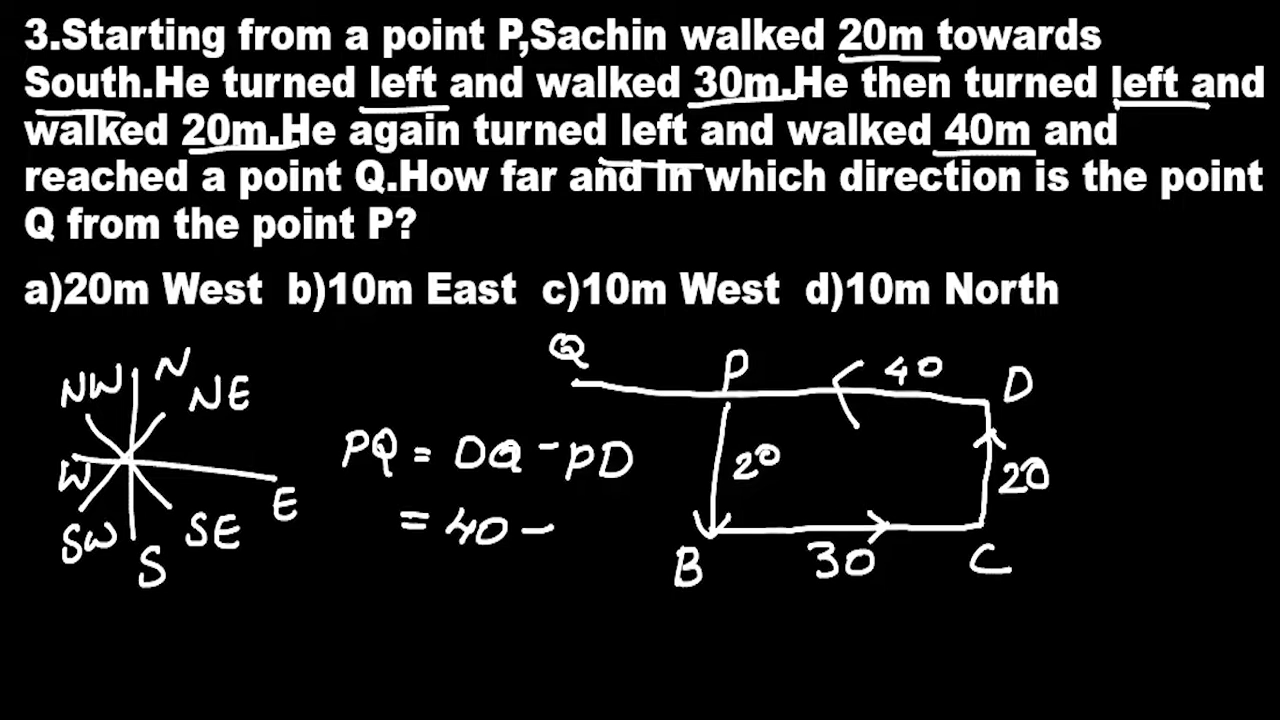 3.Starting from a point P,Sachin walked 20m towards
South.He turned left and walked 30m.He then turned left and
walked 20m.He again turned left and walked 40m and
reached a point Q.How far and in which direction is the point
Q from the point P?
a)20m West b)10m East c)10m West d)10m North
NW N NE
W E
SW S SE
PQ = DQ - PD
= 40 -
Q P 40 D
20 20
B 30 C